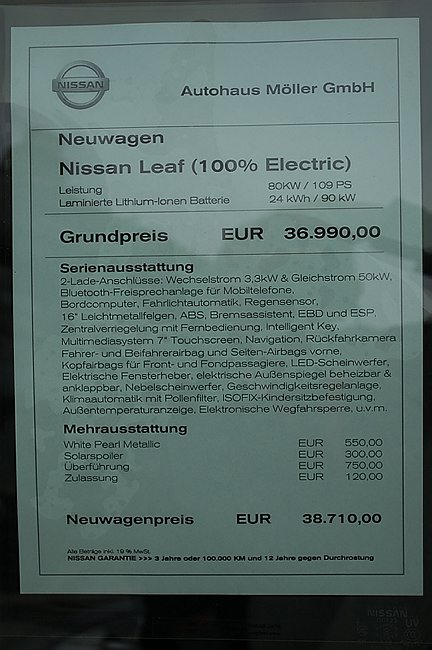 NISSAN
Autohaus Möller GmbH
Neuwagen
Nissan Leaf (100% Electric)
Leistung 80KW / 109 PS
Laminierte Lithium-Ionen Batterie 24 kWh / 90 kW
Grundpreis EUR 36.990,00
Serienausstattung
2-Lade-Anschlüsse: Wechselstrom 3,3kW & Gleichstrom 50kW,
Bluetooth-Freisprechanlage für Mobiltelefone,
Bordcomputer, Fahrlichtautomatik, Regensensor,
16" Leichtmetallfelgen, ABS, Bremsassistent, EBD und ESP,
Zentralverriegelung mit Fernbedienung, Intelligent Key,
Multimediasystem 7" Touchscreen, Navigation, Rückfahrkamera
Fahrer- und Beifahrerairbag und Seiten-Airbags vorne,
Kopfairbags für Front- und Fondpassagiere, LED-Scheinwerfer,
Elektrische Fensterheber, elektrische Außenspiegel beheizbar &
anklappbar, Nebelscheinwerfer, Geschwindigkeitsregelanlage,
Klimaautomatik mit Pollenfilter, ISOFIX-Kindersitzbefestigung,
Außentemperaturanzeige, Elektronische Wegfahrsperre, u.v.m.
Mehrausstattung
White Pearl Metallic EUR 550,00
Solarspoiler EUR 300,00
Überführung EUR 750,00
Zulassung EUR 120,00
Neuwagenpreis EUR 38.710,00
Alle Beträge inkl. 19 % MwSt.
NISSAN GARANTIE >>> 3 Jahre oder 100.000 KM und 12 Jahre gegen Durchrostung
NISSAN